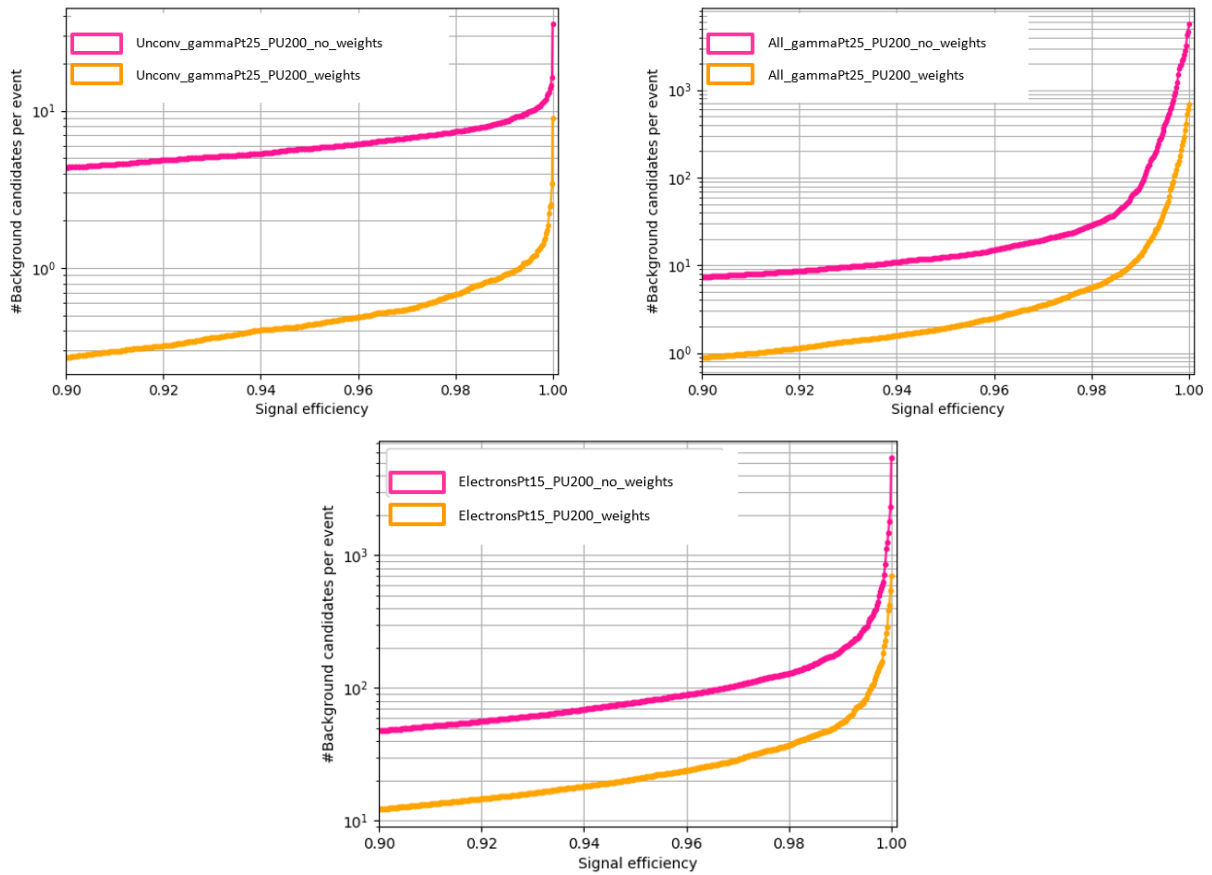 Unconv_gammaPt25_PU200_no_weights
Unconv_gammaPt25_PU200_weights
#Background candidates per event
10¹
10⁰
0.90 0.92 0.94 0.96 0.98 1.00
Signal efficiency
All_gammaPt25_PU200_no_weights
All_gammaPt25_PU200_weights
#Background candidates per event
10³
10²
10¹
10⁰
0.90 0.92 0.94 0.96 0.98 1.00
Signal efficiency
ElectronsPt15_PU200_no_weights
ElectronsPt15_PU200_weights
#Background candidates per event
10³
10²
10¹
0.90 0.92 0.94 0.96 0.98 1.00
Signal efficiency